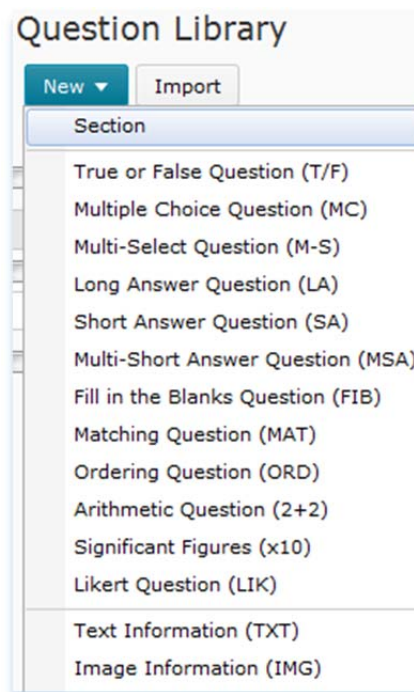 Question Library
New Import
Section
True or False Question (T/F)
Multiple Choice Question (MC)
Multi-Select Question (M-S)
Long Answer Question (LA)
Short Answer Question (SA)
Multi-Short Answer Question (MSA)
Fill in the Blanks Question (FIB)
Matching Question (MAT)
Ordering Question (ORD)
Arithmetic Question (2+2)
Significant Figures (x10)
Likert Question (LIK)
Text Information (TXT)
Image Information (IMG)